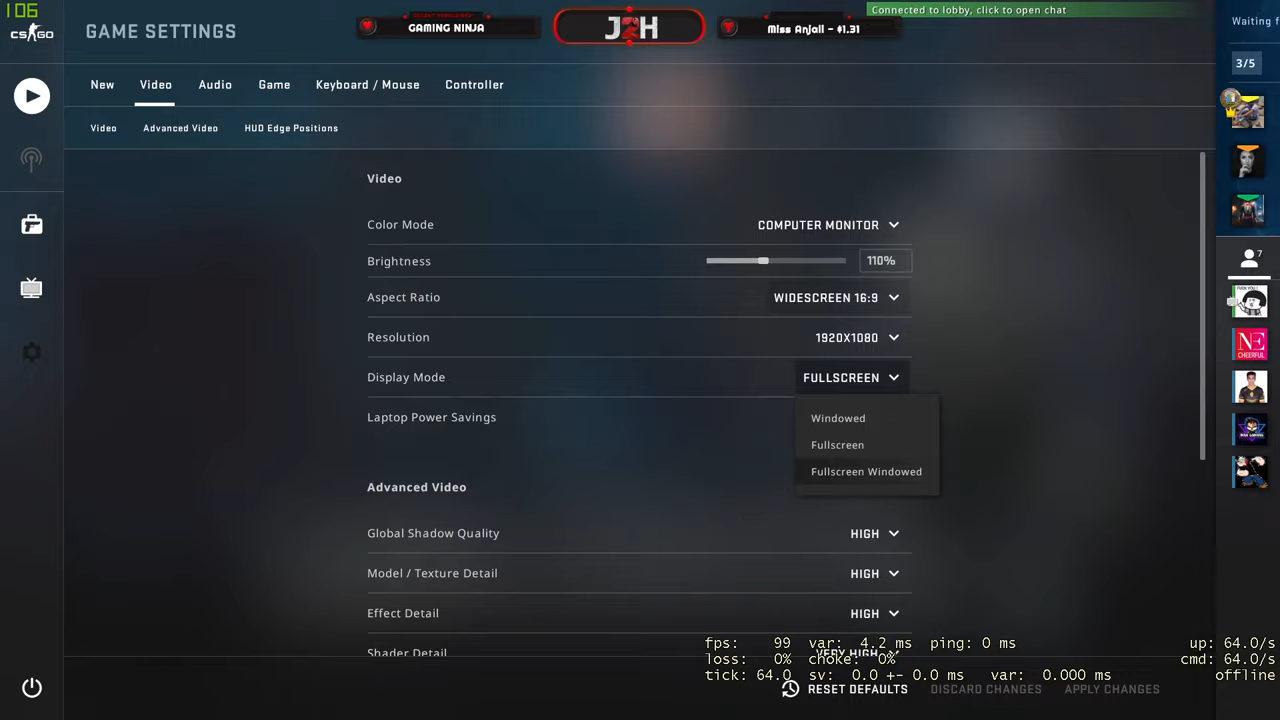 106
CS:GO
GAME SETTINGS
GAMING NINJA
J2H
Miss Anjali - $1.31
Connected to lobby, click to open chat
Waiting f
3/5
New
Video
Audio
Game
Keyboard / Mouse
Controller
Video
Advanced Video
HUD Edge Positions
Video
Color Mode
COMPUTER MONITOR
Brightness
110%
Aspect Ratio
WIDESCREEN 16:9
Resolution
1920X1080
Display Mode
FULLSCREEN
Windowed
Fullscreen
Fullscreen Windowed
Laptop Power Savings
7
NE
CHEERFUL
Advanced Video
Global Shadow Quality
HIGH
Model / Texture Detail
HIGH
Effect Detail
HIGH
Shader Detail
VERY HIGH
fps: 99 var: 4.2 ms ping: 0 ms
up: 64.0/s
loss: 0% choke: 0%
cmd: 64.0/s
tick: 64.0 sv: 0.0 +- 0.0 ms var: 0.000 ms
offline
RESET DEFAULTS
DISCARD CHANGES
APPLY CHANGES